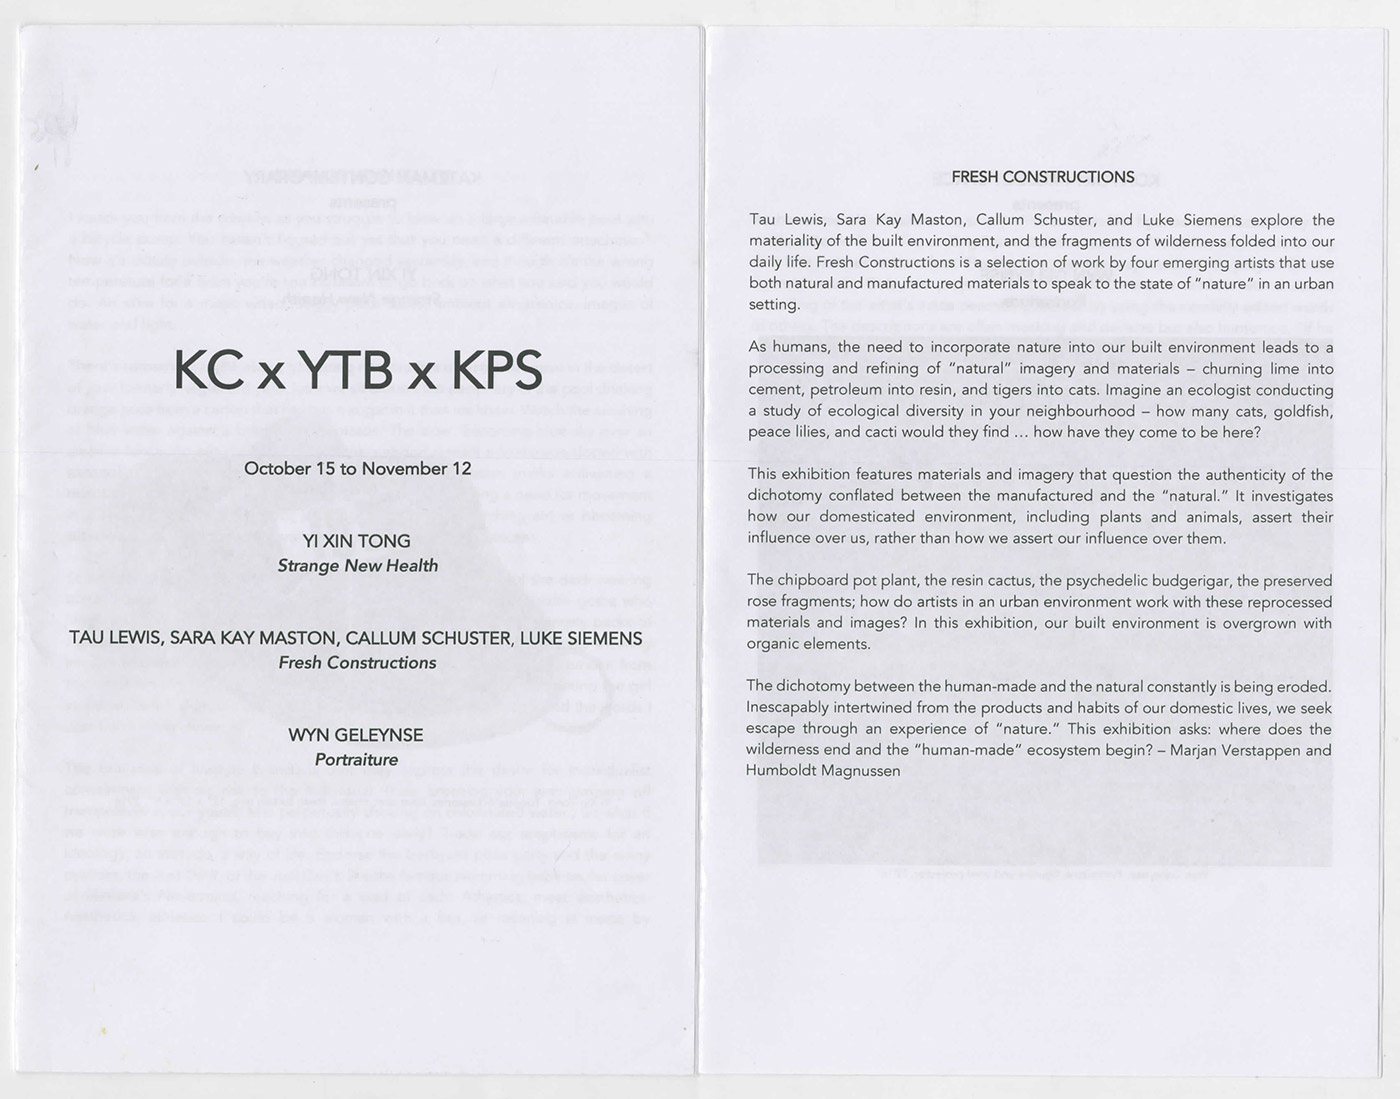 KC x YTB x KPS
October 15 to November 12
YI XIN TONG
Strange New Health
TAU LEWIS, SARA KAY MASTON, CALLUM SCHUSTER, LUKE SIEMENS
Fresh Constructions
WYN GELEYNSE
Portraiture
FRESH CONSTRUCTIONS
Tau Lewis, Sara Kay Maston, Callum Schuster, and Luke Siemens explore the
materiality of the built environment, and the fragments of wilderness folded into our
daily life. Fresh Constructions is a selection of work by four emerging artists that use
both natural and manufactured materials to speak to the state of “nature” in an urban
setting.
As humans, the need to incorporate nature into our built environment leads to a
processing and refining of “natural” imagery and materials – churning lime into
cement, petroleum into resin, and tigers into cats. Imagine an ecologist conducting
a study of ecological diversity in your neighbourhood – how many cats, goldfish,
peace lilies, and cacti would they find … how have they come to be here?
This exhibition features materials and imagery that question the authenticity of the
dichotomy conflated between the manufactured and the “natural.” It investigates
how our domesticated environment, including plants and animals, assert their
influence over us, rather than how we assert our influence over them.
The chipboard pot plant, the resin cactus, the psychedelic budgerigar, the preserved
rose fragments; how do artists in an urban environment work with these reprocessed
materials and images? In this exhibition, our built environment is overgrown with
organic elements.
The dichotomy between the human-made and the natural constantly is being eroded.
Inescapably intertwined from the products and habits of our domestic lives, we seek
escape through an experience of “nature.” This exhibition asks: where does the
wilderness end and the “human-made” ecosystem begin? – Marjan Verstappen and
Humboldt Magnussen